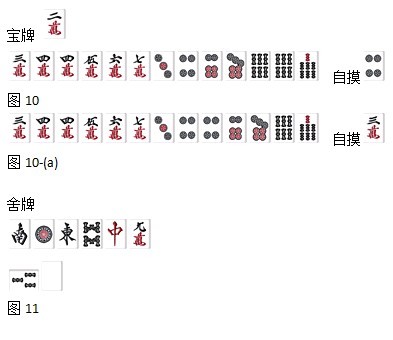 宝牌 二萬
三萬 四萬 四萬 伍萬 六萬 七萬 自摸
图 10
三萬 四萬 四萬 伍萬 六萬 七萬 自摸 三萬
图 10-(a)
舍牌
南 東 中 九萬
图 11